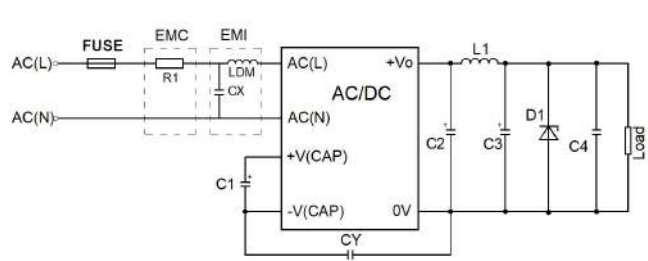 EMC EMI
FUSE L1
AC(L) R1 LDM AC(L) +Vo
CX AC/DC
AC(N) AC(N) D1
C2 C3 C4 Load
+V(CAP)
C1
-V(CAP) 0V
CY